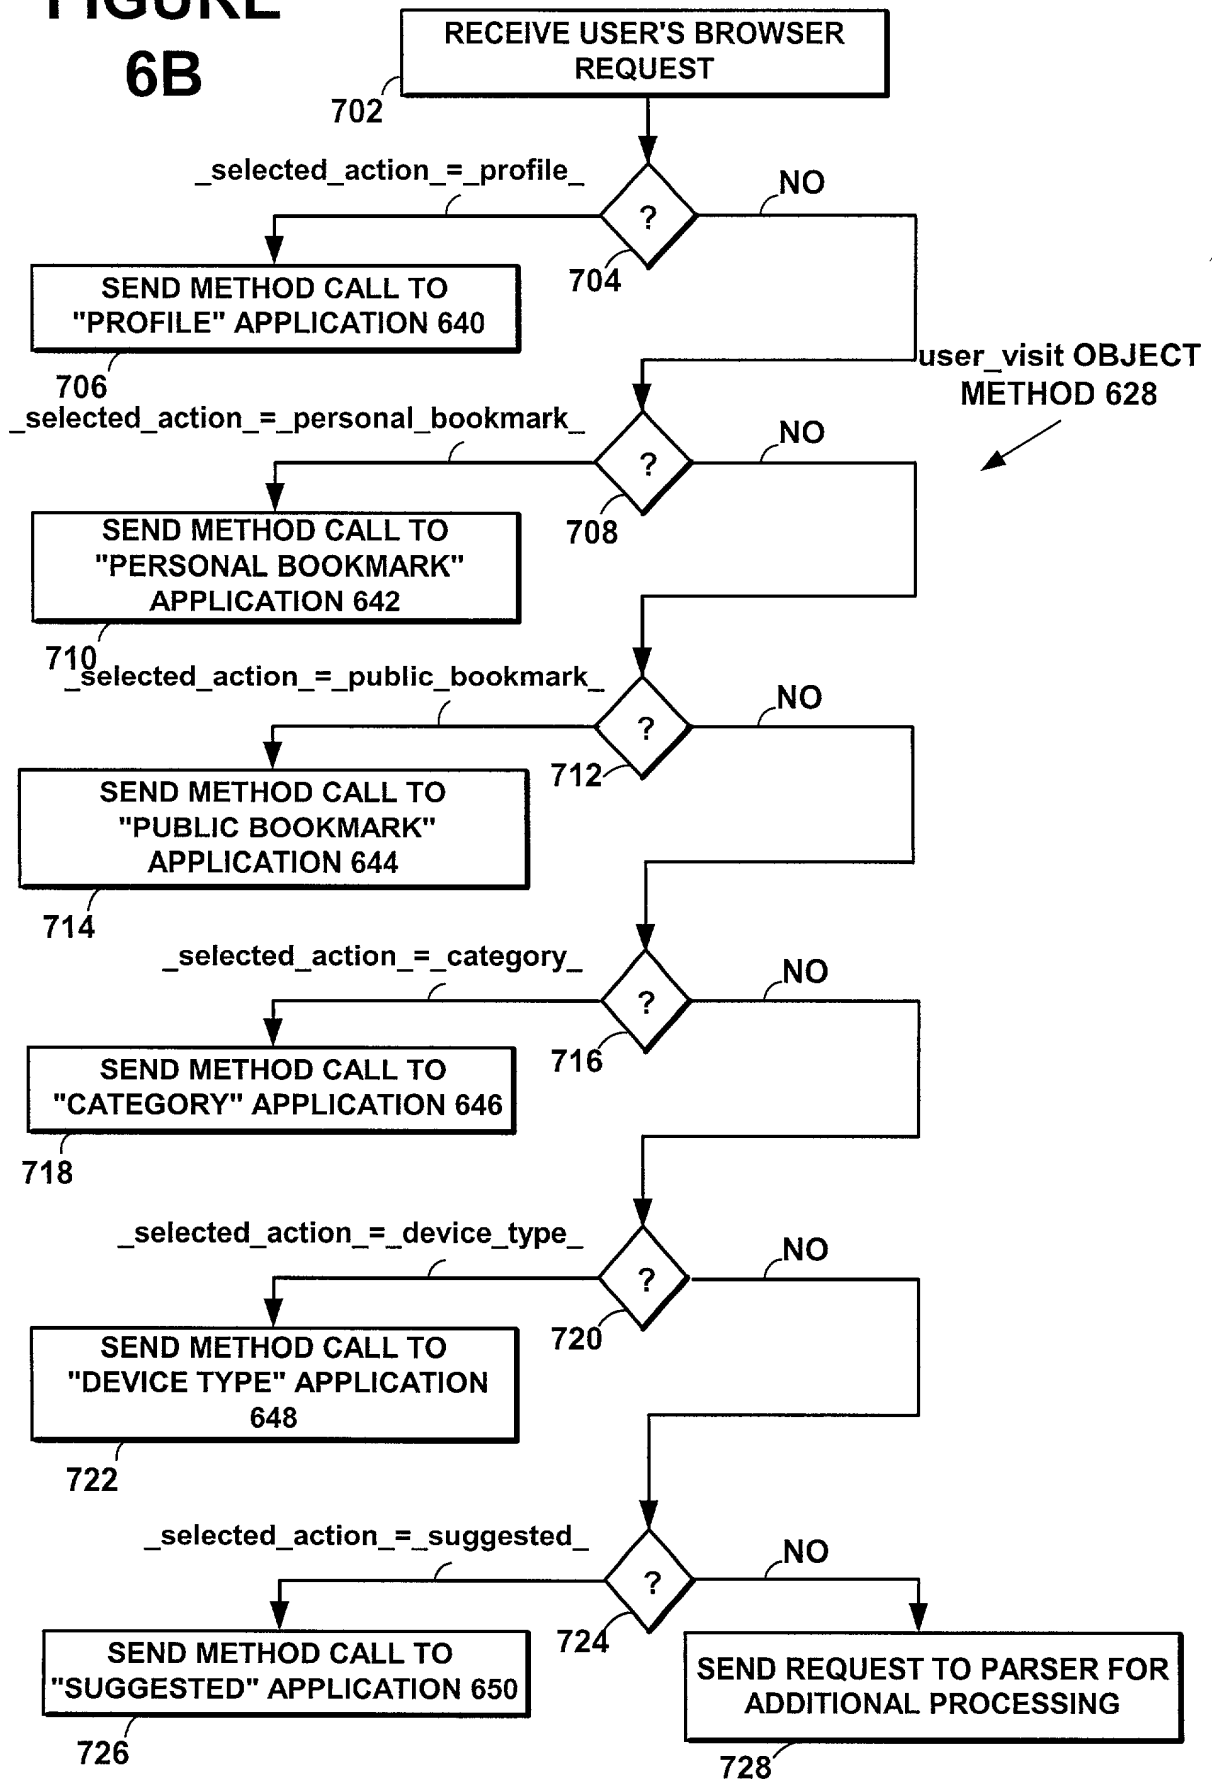 FIGURE
6B
RECEIVE USER'S BROWSER
REQUEST
702
_selected_action_=_profile_
NO
?
704
SEND METHOD CALL TO
"PROFILE" APPLICATION 640
706
user_visit OBJECT
METHOD 628
_selected_action_=_personal_bookmark_
NO
?
708
SEND METHOD CALL TO
"PERSONAL BOOKMARK"
APPLICATION 642
710
_selected_action_=_public_bookmark_
NO
?
712
SEND METHOD CALL TO
"PUBLIC BOOKMARK"
APPLICATION 644
714
_selected_action_=_category_
NO
?
716
SEND METHOD CALL TO
"CATEGORY" APPLICATION 646
718
_selected_action_=_device_type_
NO
?
720
SEND METHOD CALL TO
"DEVICE TYPE" APPLICATION
648
722
_selected_action_=_suggested_
NO
?
724
SEND METHOD CALL TO
"SUGGESTED" APPLICATION 650
726
SEND REQUEST TO PARSER FOR
ADDITIONAL PROCESSING
728